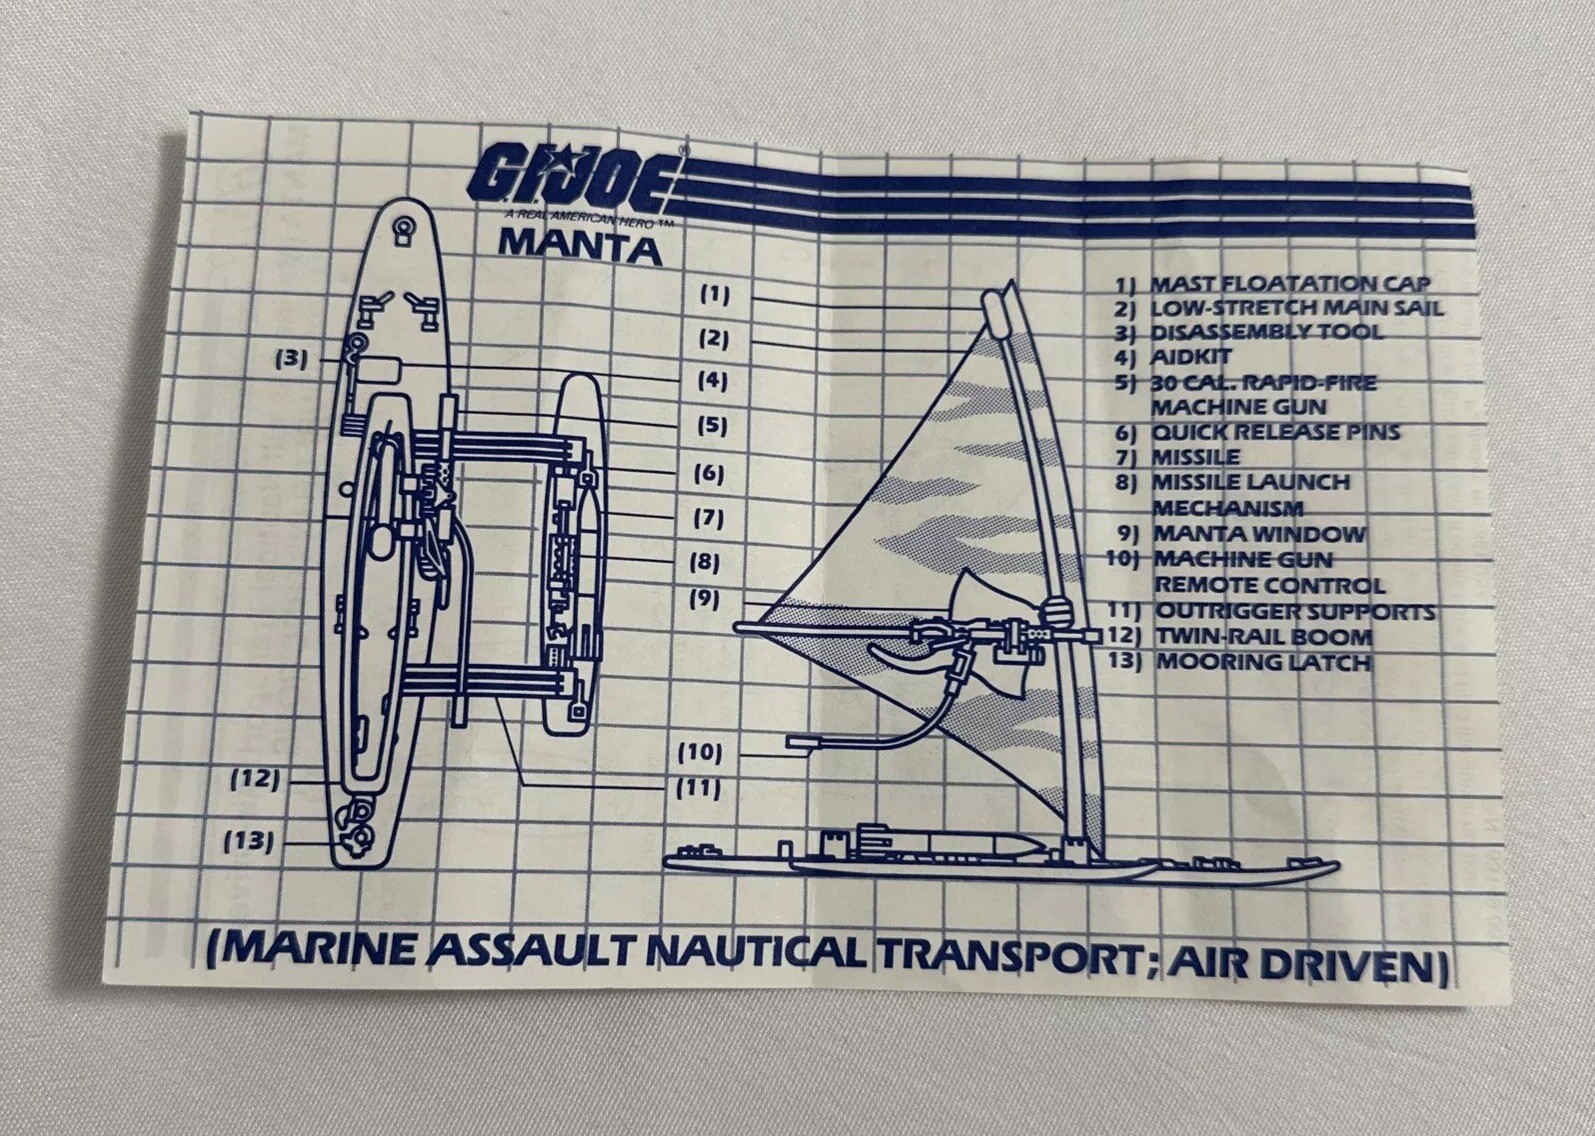 G.I. JOE®
A REAL AMERICAN HERO™
MANTA
(1)
(2)
(3)
(4)
(5)
(6)
(7)
(8)
(9)
(10)
(11)
(12)
(13)
1) MAST FLOATATION CAP
2) LOW-STRETCH MAIN SAIL
3) DISASSEMBLY TOOL
4) AIDKIT
5) 30 CAL. RAPID-FIRE
MACHINE GUN
6) QUICK RELEASE PINS
7) MISSILE
8) MISSILE LAUNCH
MECHANISM
9) MANTA WINDOW
10) MACHINE GUN
REMOTE CONTROL
11) OUTRIGGER SUPPORTS
12) TWIN-RAIL BOOM
13) MOORING LATCH
(MARINE ASSAULT NAUTICAL TRANSPORT; AIR DRIVEN)